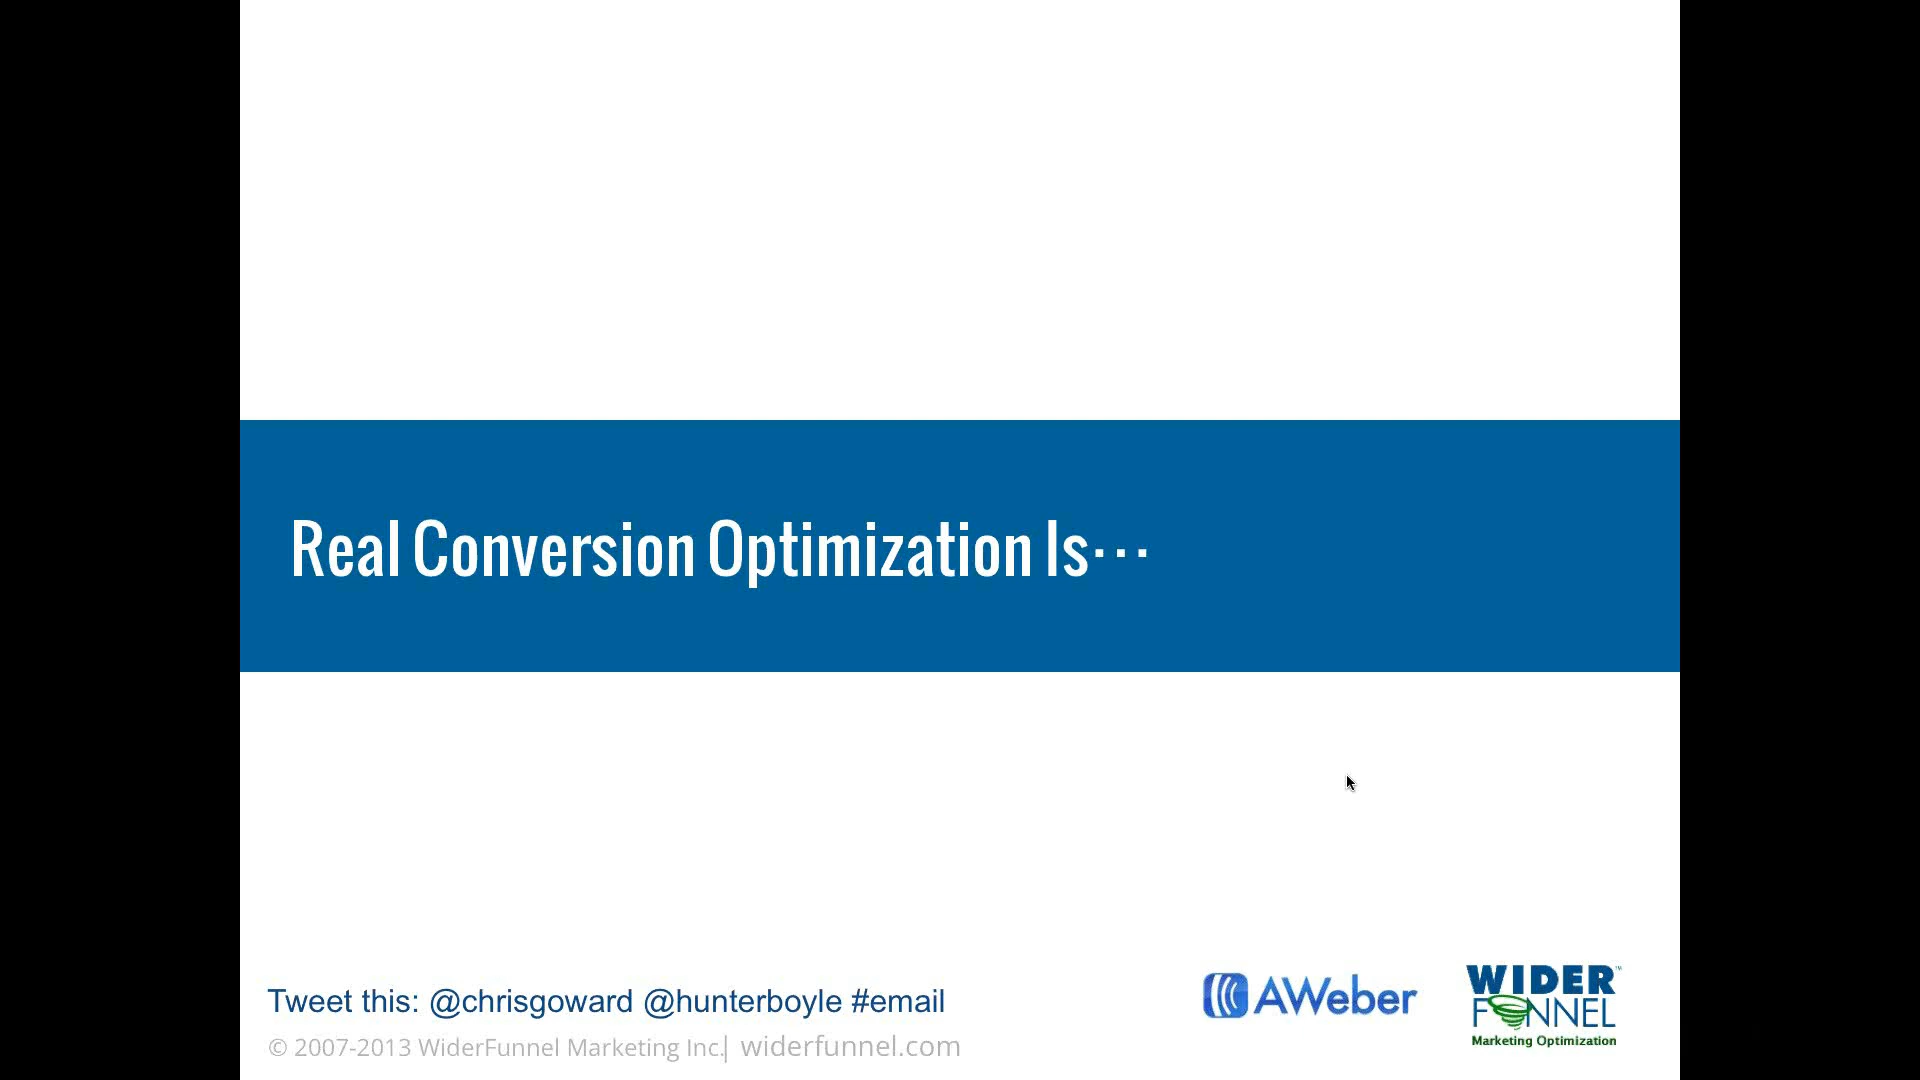 Real Conversion Optimization Is...
Tweet this: @chrisgoward @hunterboyle #email
© 2007-2013 WiderFunnel Marketing Inc.| widerfunnel.com
AWeber
WIDER™
FUNNEL
Marketing Optimization